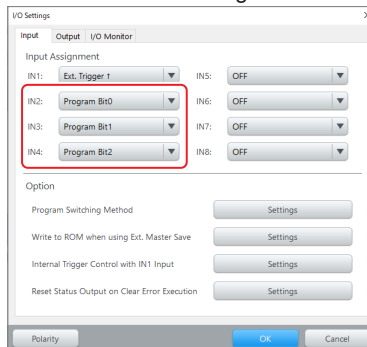 I/O Settings
Input Output I/O Monitor
Input Assignment
IN1: Ext. Trigger 1 IN5: OFF
IN2: Program Bit0 IN6: OFF
IN3: Program Bit1 IN7: OFF
IN4: Program Bit2 IN8: OFF
Option
Program Switching Method Settings
Write to ROM when using Ext. Master Save Settings
Internal Trigger Control with IN1 Input Settings
Reset Status Output on Clear Error Execution Settings
Polarity OK Cancel